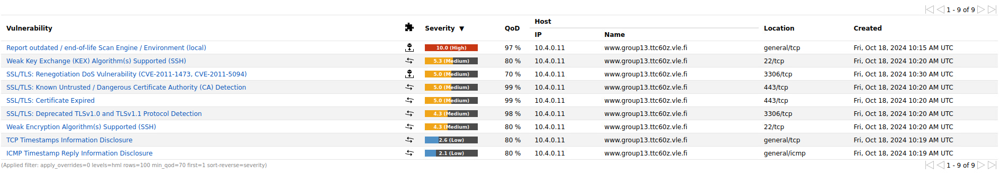 1 - 9 of 9
Vulnerability Severity ▼ QoD Host Location Created
IP Name
Report outdated / end-of-life Scan Engine / Environment (local) 10.0 (High) 97 % 10.4.0.11 www.group13.ttc60z.vle.fi general/tcp Fri, Oct 18, 2024 10:15 AM UTC
Weak Key Exchange (KEX) Algorithm(s) Supported (SSH) 5.3 (Medium) 80 % 10.4.0.11 www.group13.ttc60z.vle.fi 22/tcp Fri, Oct 18, 2024 10:20 AM UTC
SSL/TLS: Renegotiation DoS Vulnerability (CVE-2011-1473, CVE-2011-5094) 5.0 (Medium) 70 % 10.4.0.11 www.group13.ttc60z.vle.fi 3306/tcp Fri, Oct 18, 2024 10:30 AM UTC
SSL/TLS: Known Untrusted / Dangerous Certificate Authority (CA) Detection 5.0 (Medium) 99 % 10.4.0.11 www.group13.ttc60z.vle.fi 443/tcp Fri, Oct 18, 2024 10:20 AM UTC
SSL/TLS: Certificate Expired 5.0 (Medium) 99 % 10.4.0.11 www.group13.ttc60z.vle.fi 443/tcp Fri, Oct 18, 2024 10:20 AM UTC
SSL/TLS: Deprecated TLSv1.0 and TLSv1.1 Protocol Detection 4.3 (Medium) 98 % 10.4.0.11 www.group13.ttc60z.vle.fi 3306/tcp Fri, Oct 18, 2024 10:20 AM UTC
Weak Encryption Algorithm(s) Supported (SSH) 4.3 (Medium) 80 % 10.4.0.11 www.group13.ttc60z.vle.fi 22/tcp Fri, Oct 18, 2024 10:20 AM UTC
TCP Timestamps Information Disclosure 2.6 (Low) 80 % 10.4.0.11 www.group13.ttc60z.vle.fi general/tcp Fri, Oct 18, 2024 10:19 AM UTC
ICMP Timestamp Reply Information Disclosure 2.1 (Low) 80 % 10.4.0.11 www.group13.ttc60z.vle.fi general/icmp Fri, Oct 18, 2024 10:19 AM UTC
(Applied filter: apply_overrides=0 levels=hml rows=100 min_qod=70 first=1 sort-reverse=severity) 1 - 9 of 9